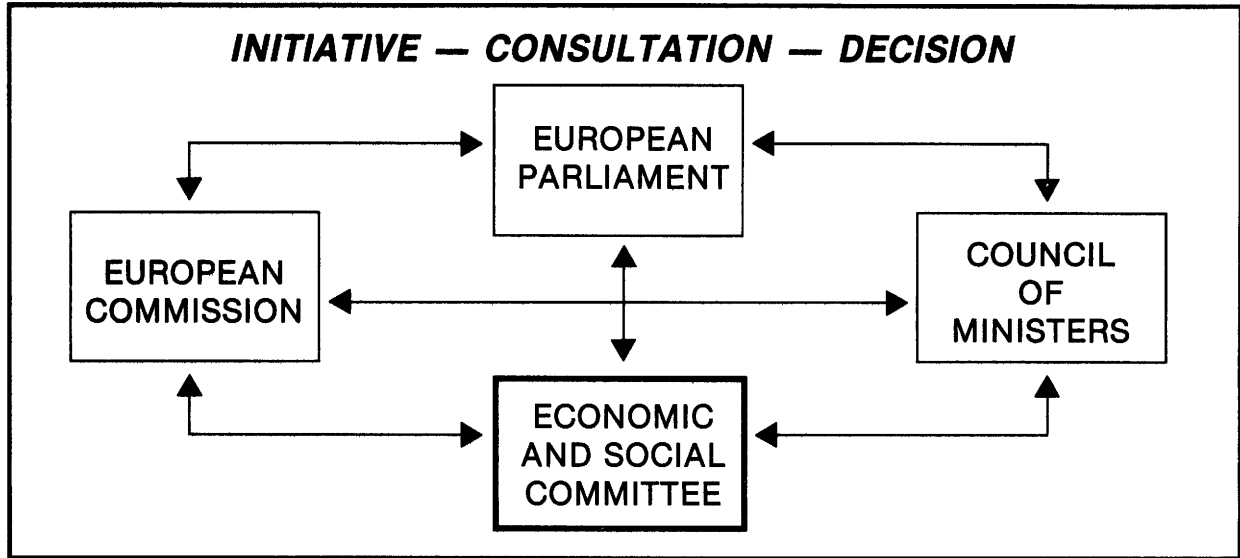 INITIATIVE — CONSULTATION — DECISION
EUROPEAN
PARLIAMENT
EUROPEAN
COMMISSION
COUNCIL
OF
MINISTERS
ECONOMIC
AND SOCIAL
COMMITTEE